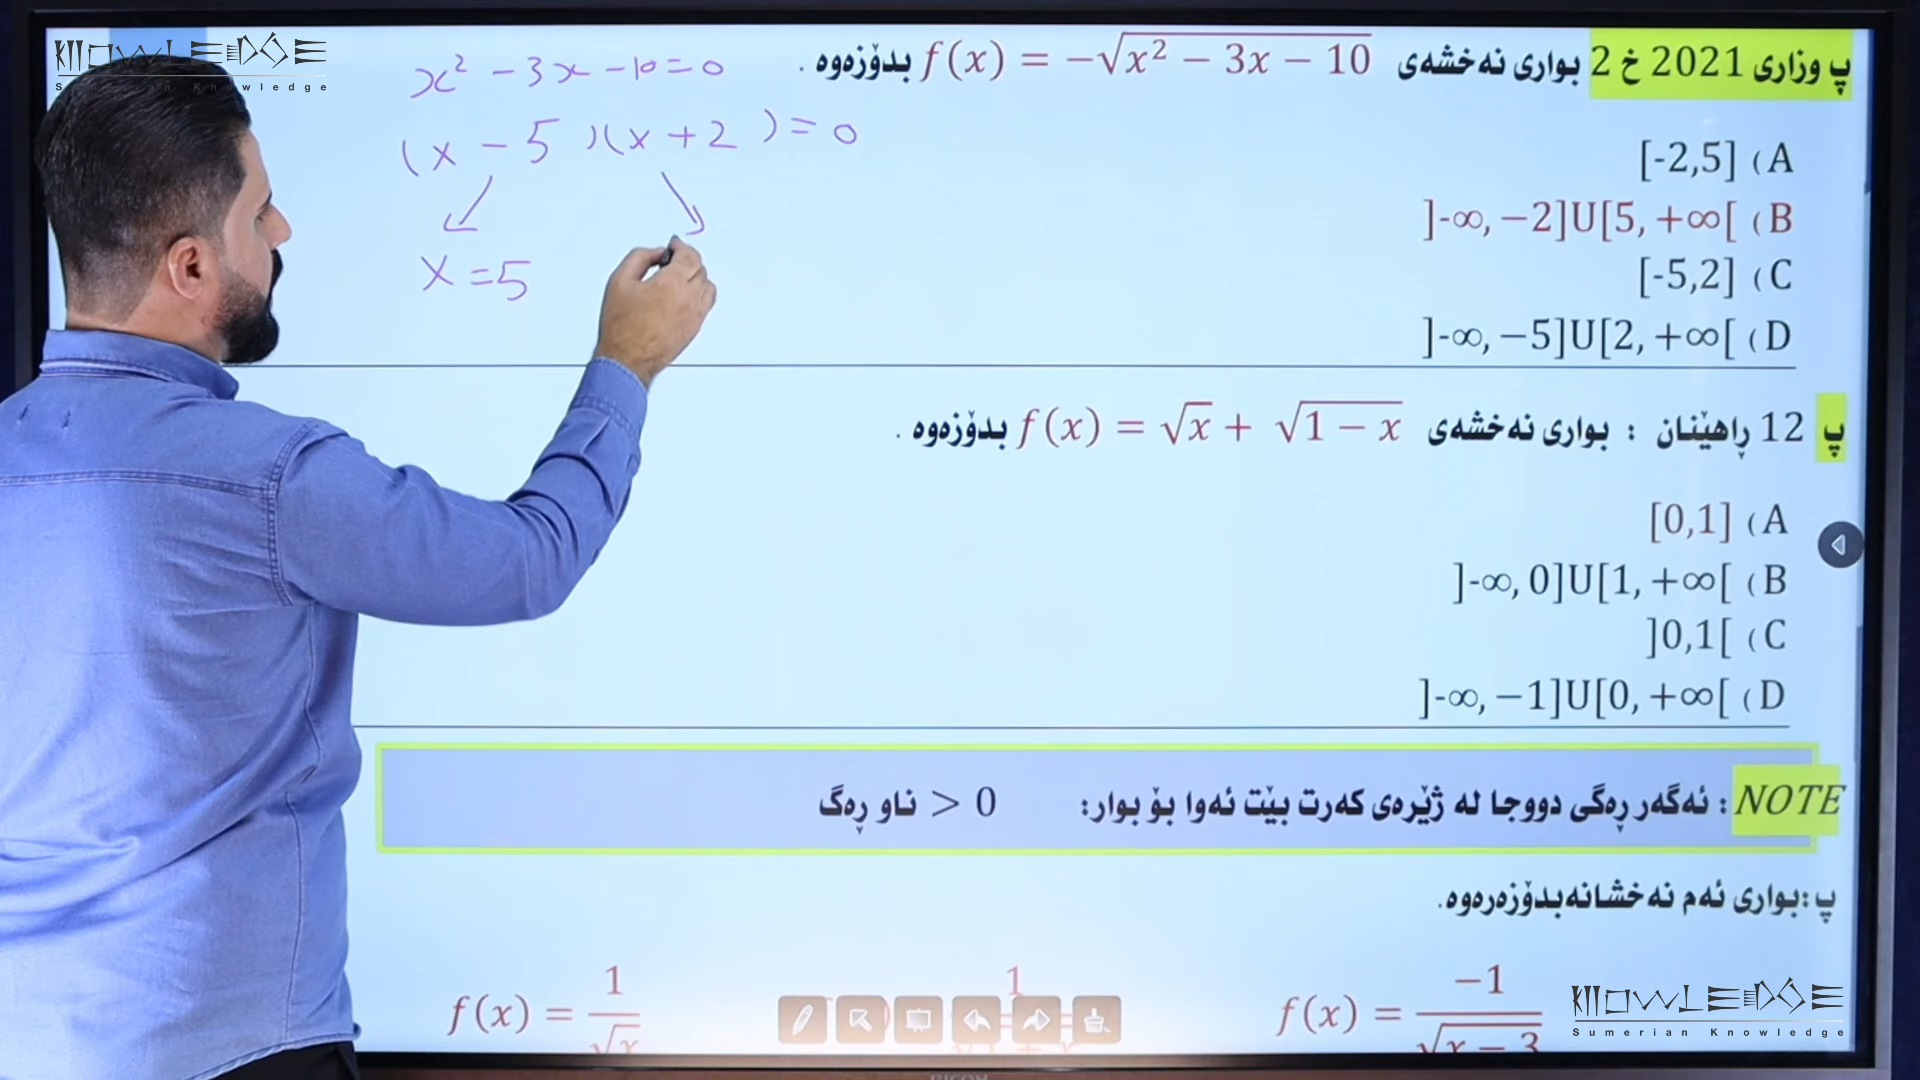 KNOWLEDGE
Sumerian Knowledge
پ وزاری 2021 خ 2 بواری نەخشەی f(x) = −√(x² − 3x − 10) بدۆزەوە .
x² − 3x − 10 = 0
(x − 5)(x + 2) = 0
x = 5
[-2,5] (A
]-∞, −2]U[5, +∞[ (B
[-5,2] (C
]-∞, −5]U[2, +∞[ (D
پ 12 ڕاهێنان : بواری نەخشەی f(x) = √x + √(1 − x) بدۆزەوە .
[0,1] (A
]-∞, 0]U[1, +∞[ (B
]0,1[ (C
]-∞, −1]U[0, +∞[ (D
NOTE : ئەگەر ڕەگی دووجا لە ژێرەی کەرت بێت ئەوا بۆ بوار: ناو ڕەگ > 0
پ :بواری ئەم نەخشانەبدۆزەرەوە.
f(x) = 1/√x
f(x) = −1/√(x − 3)
KNOWLEDGE
Sumerian Knowledge